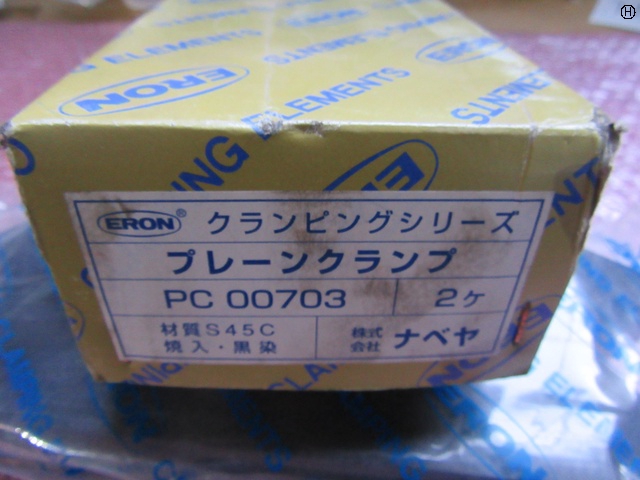 Ⓗ
CLAMPING ELEMENTS
ERON
ERON® クランピングシリーズ
プレーンクランプ
PC 00703 2ケ
材質S45C
焼入・黒染
株式会社 ナベヤ